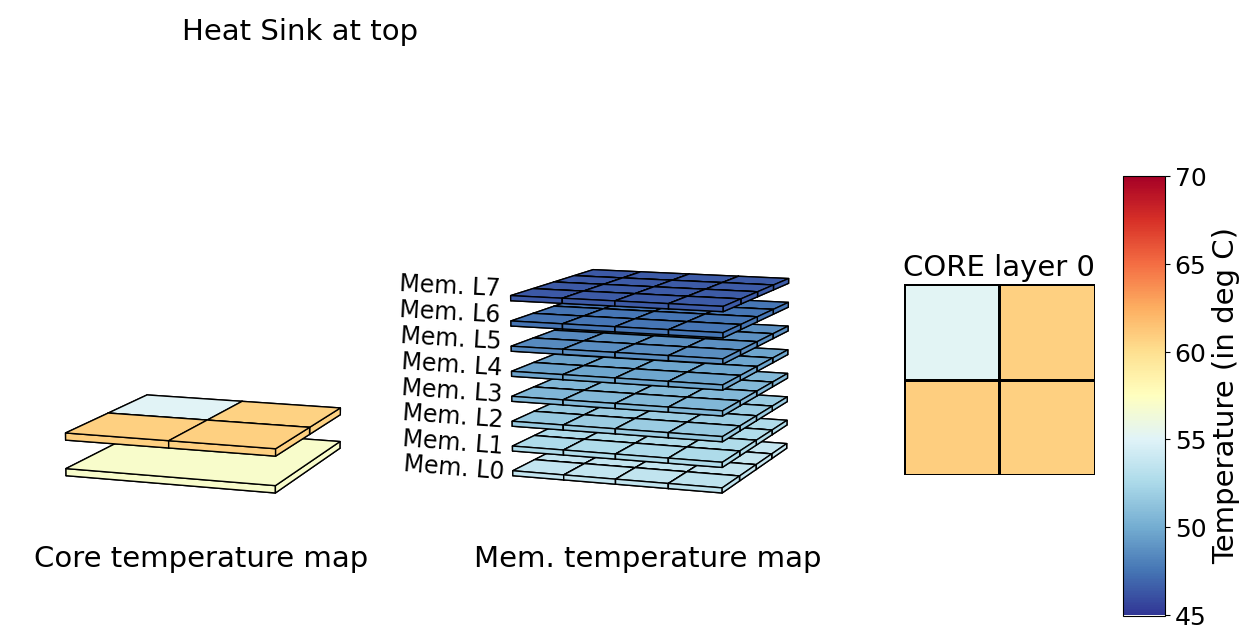 Heat Sink at top
Mem. L7
Mem. L6
Mem. L5
Mem. L4
Mem. L3
Mem. L2
Mem. L1
Mem. L0
Core temperature map
Mem. temperature map
CORE layer 0
70
65
60
55
50
45
Temperature (in deg C)